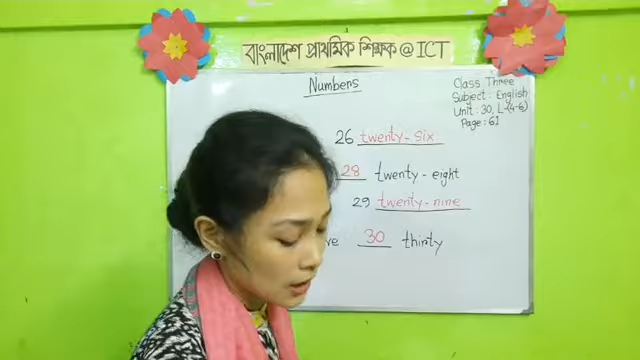 বাংলাদেশ প্রাথমিক শিক্ষক @ ICT
Numbers
Class Three
Subject : English
Unit : 30, L-(4-6)
Page : 61
26 twenty-six
28 twenty-eight
29 twenty-nine
ve 30 thirty